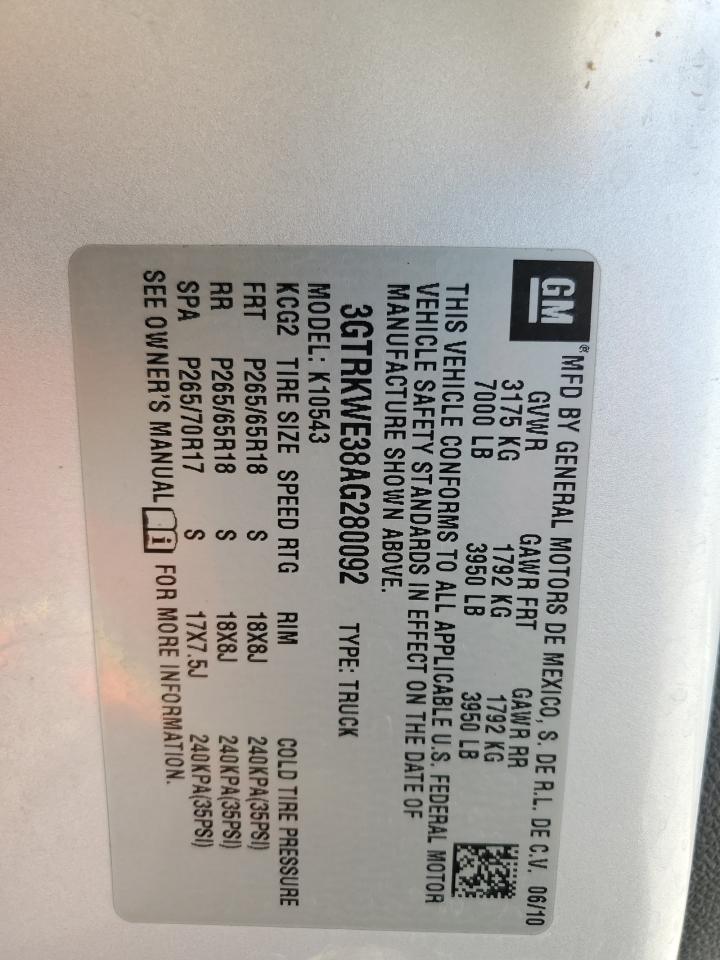 GM
® MFD BY GENERAL MOTORS DE MEXICO, S. DE R.L. DE C.V. 06/10
GVWR GAWR FRT GAWR RR
3175 KG 1792 KG 1792 KG
7000 LB 3950 LB 3950 LB
THIS VEHICLE CONFORMS TO ALL APPLICABLE U.S. FEDERAL MOTOR
VEHICLE SAFETY STANDARDS IN EFFECT ON THE DATE OF
MANUFACTURE SHOWN ABOVE.
3GTRKWE38AG280092 TYPE: TRUCK
MODEL: K10543
KCG2 TIRE SIZE SPEED RTG RIM COLD TIRE PRESSURE
FRT P265/65R18 S 18X8J 240KPA(35PSI)
RR P265/65R18 S 18X8J 240KPA(35PSI)
SPA P265/70R17 S 17X7.5J 240KPA(35PSI)
SEE OWNER'S MANUAL i FOR MORE INFORMATION.